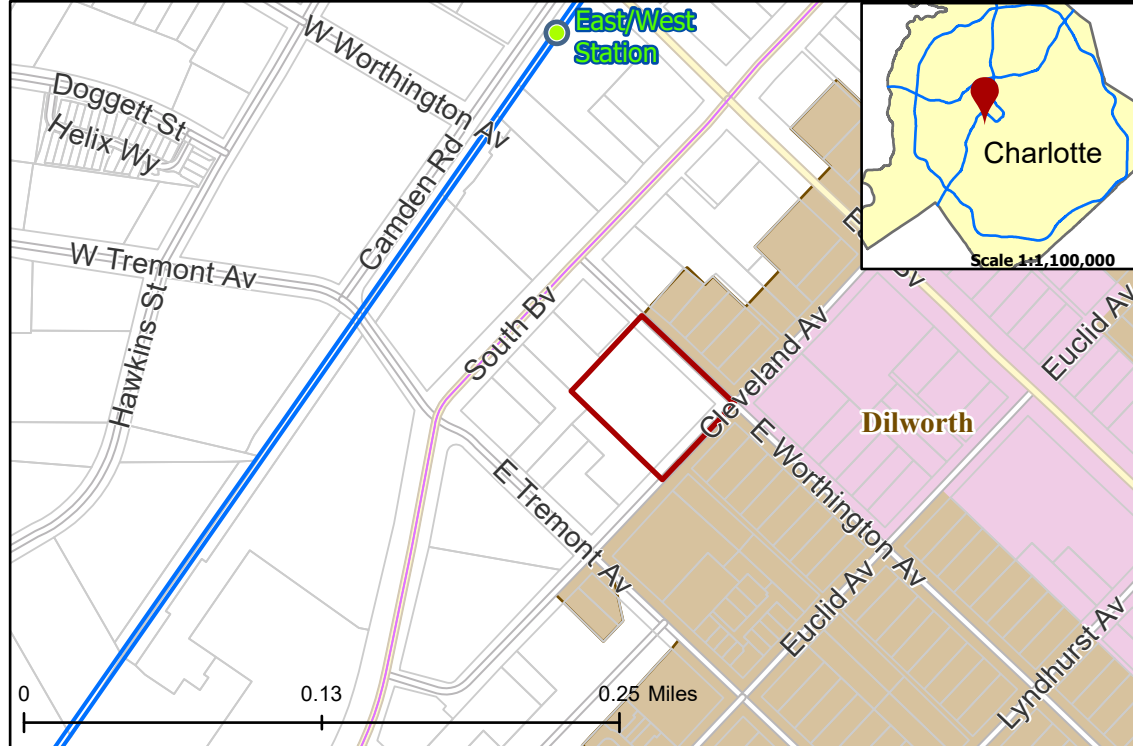 East/West
Station
W Worthington Av
Doggett St
Helix Wy
Camden Rd
Charlotte
Scale 1:1,100,000
W Tremont Av
Hawkins St
South Bv
Cleveland Av
Euclid Av
Dilworth
E Worthington Av
E Tremont Av
Euclid Av
Lyndhurst Av
0
0.13
0.25 Miles